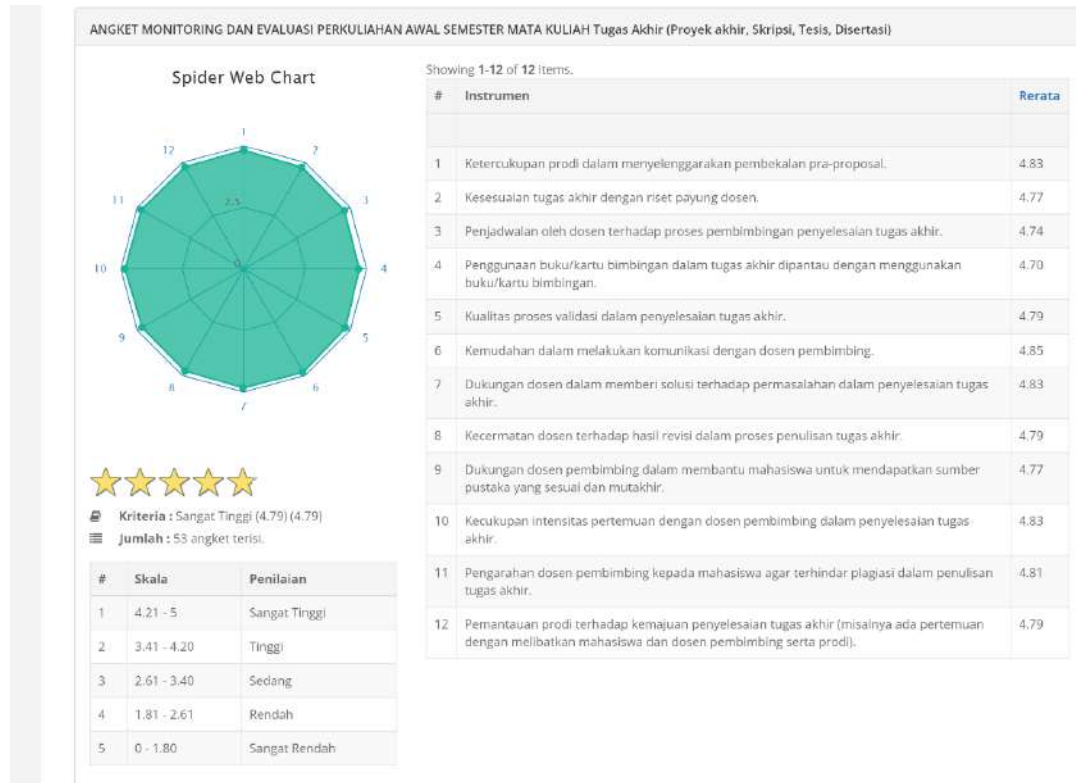 ANGKET MONITORING DAN EVALUASI PERKULIAHAN AWAL SEMESTER MATA KULIAH Tugas Akhir (Proyek akhir, Skripsi, Tesis, Disertasi)
Spider Web Chart
1
2
3
4
5
6
7
8
9
10
11
12
2.5
0
Kriteria : Sangat Tinggi (4.79) (4.79)
Jumlah : 53 angket terisi.
# Skala Penilaian
1 4.21 - 5 Sangat Tinggi
2 3.41 - 4.20 Tinggi
3 2.61 - 3.40 Sedang
4 1.81 - 2.61 Rendah
5 0 - 1.80 Sangat Rendah
Showing 1-12 of 12 items.
# Instrumen Rerata
1 Ketercukupan prodi dalam menyelenggarakan pembekalan pra-proposal. 4.83
2 Kesesuaian tugas akhir dengan riset payung dosen. 4.77
3 Penjadwalan oleh dosen terhadap proses pembimbingan penyelesaian tugas akhir. 4.74
4 Penggunaan buku/kartu bimbingan dalam tugas akhir dipantau dengan menggunakan 4.70
buku/kartu bimbingan.
5 Kualitas proses validasi dalam penyelesaian tugas akhir. 4.79
6 Kemudahan dalam melakukan komunikasi dengan dosen pembimbing. 4.85
7 Dukungan dosen dalam memberi solusi terhadap permasalahan dalam penyelesaian tugas 4.83
akhir.
8 Kecermatan dosen terhadap hasil revisi dalam proses penulisan tugas akhir. 4.79
9 Dukungan dosen pembimbing dalam membantu mahasiswa untuk mendapatkan sumber 4.77
pustaka yang sesuai dan mutakhir.
10 Kecukupan intensitas pertemuan dengan dosen pembimbing dalam penyelesaian tugas 4.83
akhir.
11 Pengarahan dosen pembimbing kepada mahasiswa agar terhindar plagiasi dalam penulisan 4.81
tugas akhir.
12 Pemantauan prodi terhadap kemajuan penyelesaian tugas akhir (misalnya ada pertemuan 4.79
dengan melibatkan mahasiswa dan dosen pembimbing serta prodi).